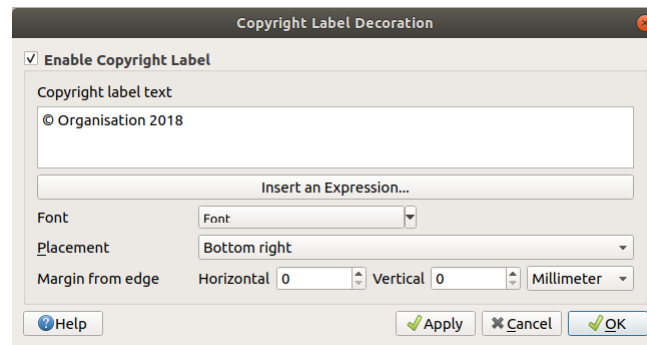 Copyright Label Decoration
Enable Copyright Label
Copyright label text
© Organisation 2018
Insert an Expression...
Font Font
Placement Bottom right
Margin from edge Horizontal 0 Vertical 0 Millimeter
Help Apply Cancel OK